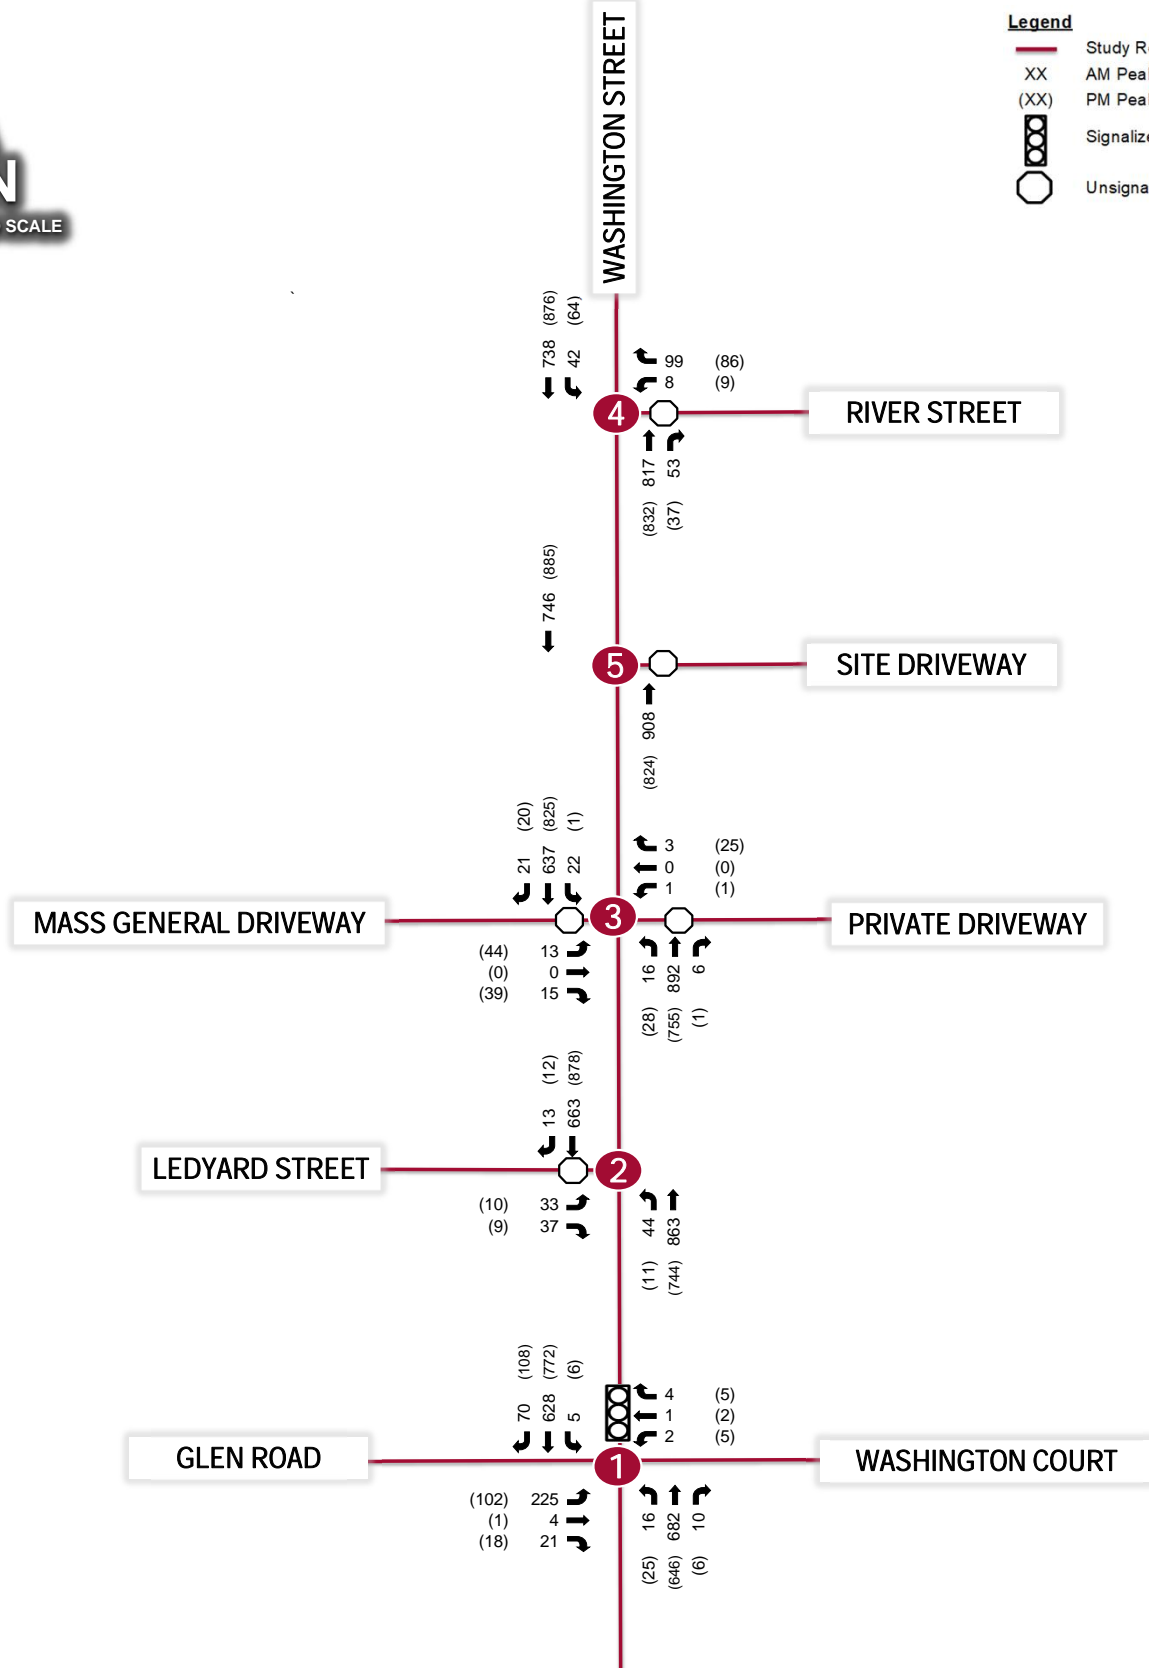 WASHINGTON STREET
Legend
Study R
XX AM Pea
(XX) PM Pea
Signalize
Unsigna
N
SCALE
(876) (64)
738 42
99 (86)
8 (9)
4
RIVER STREET
817 53
(832) (37)
(885)
746
5
SITE DRIVEWAY
908
(824)
(20) (825) (1)
21 637 22
3 (25)
0 (0)
1 (1)
MASS GENERAL DRIVEWAY
3
PRIVATE DRIVEWAY
(44) 13
(0) 0
(39) 15
16 892 6
(28) (755) (1)
(12) (878)
13 663
LEDYARD STREET
2
(10) 33
(9) 37
44 863
(11) (744)
(108) (772) (6)
70 628 5
4 (5)
1 (2)
2 (5)
GLEN ROAD
1
WASHINGTON COURT
(102) 225
(1) 4
(18) 21
16 682 10
(25) (646) (6)